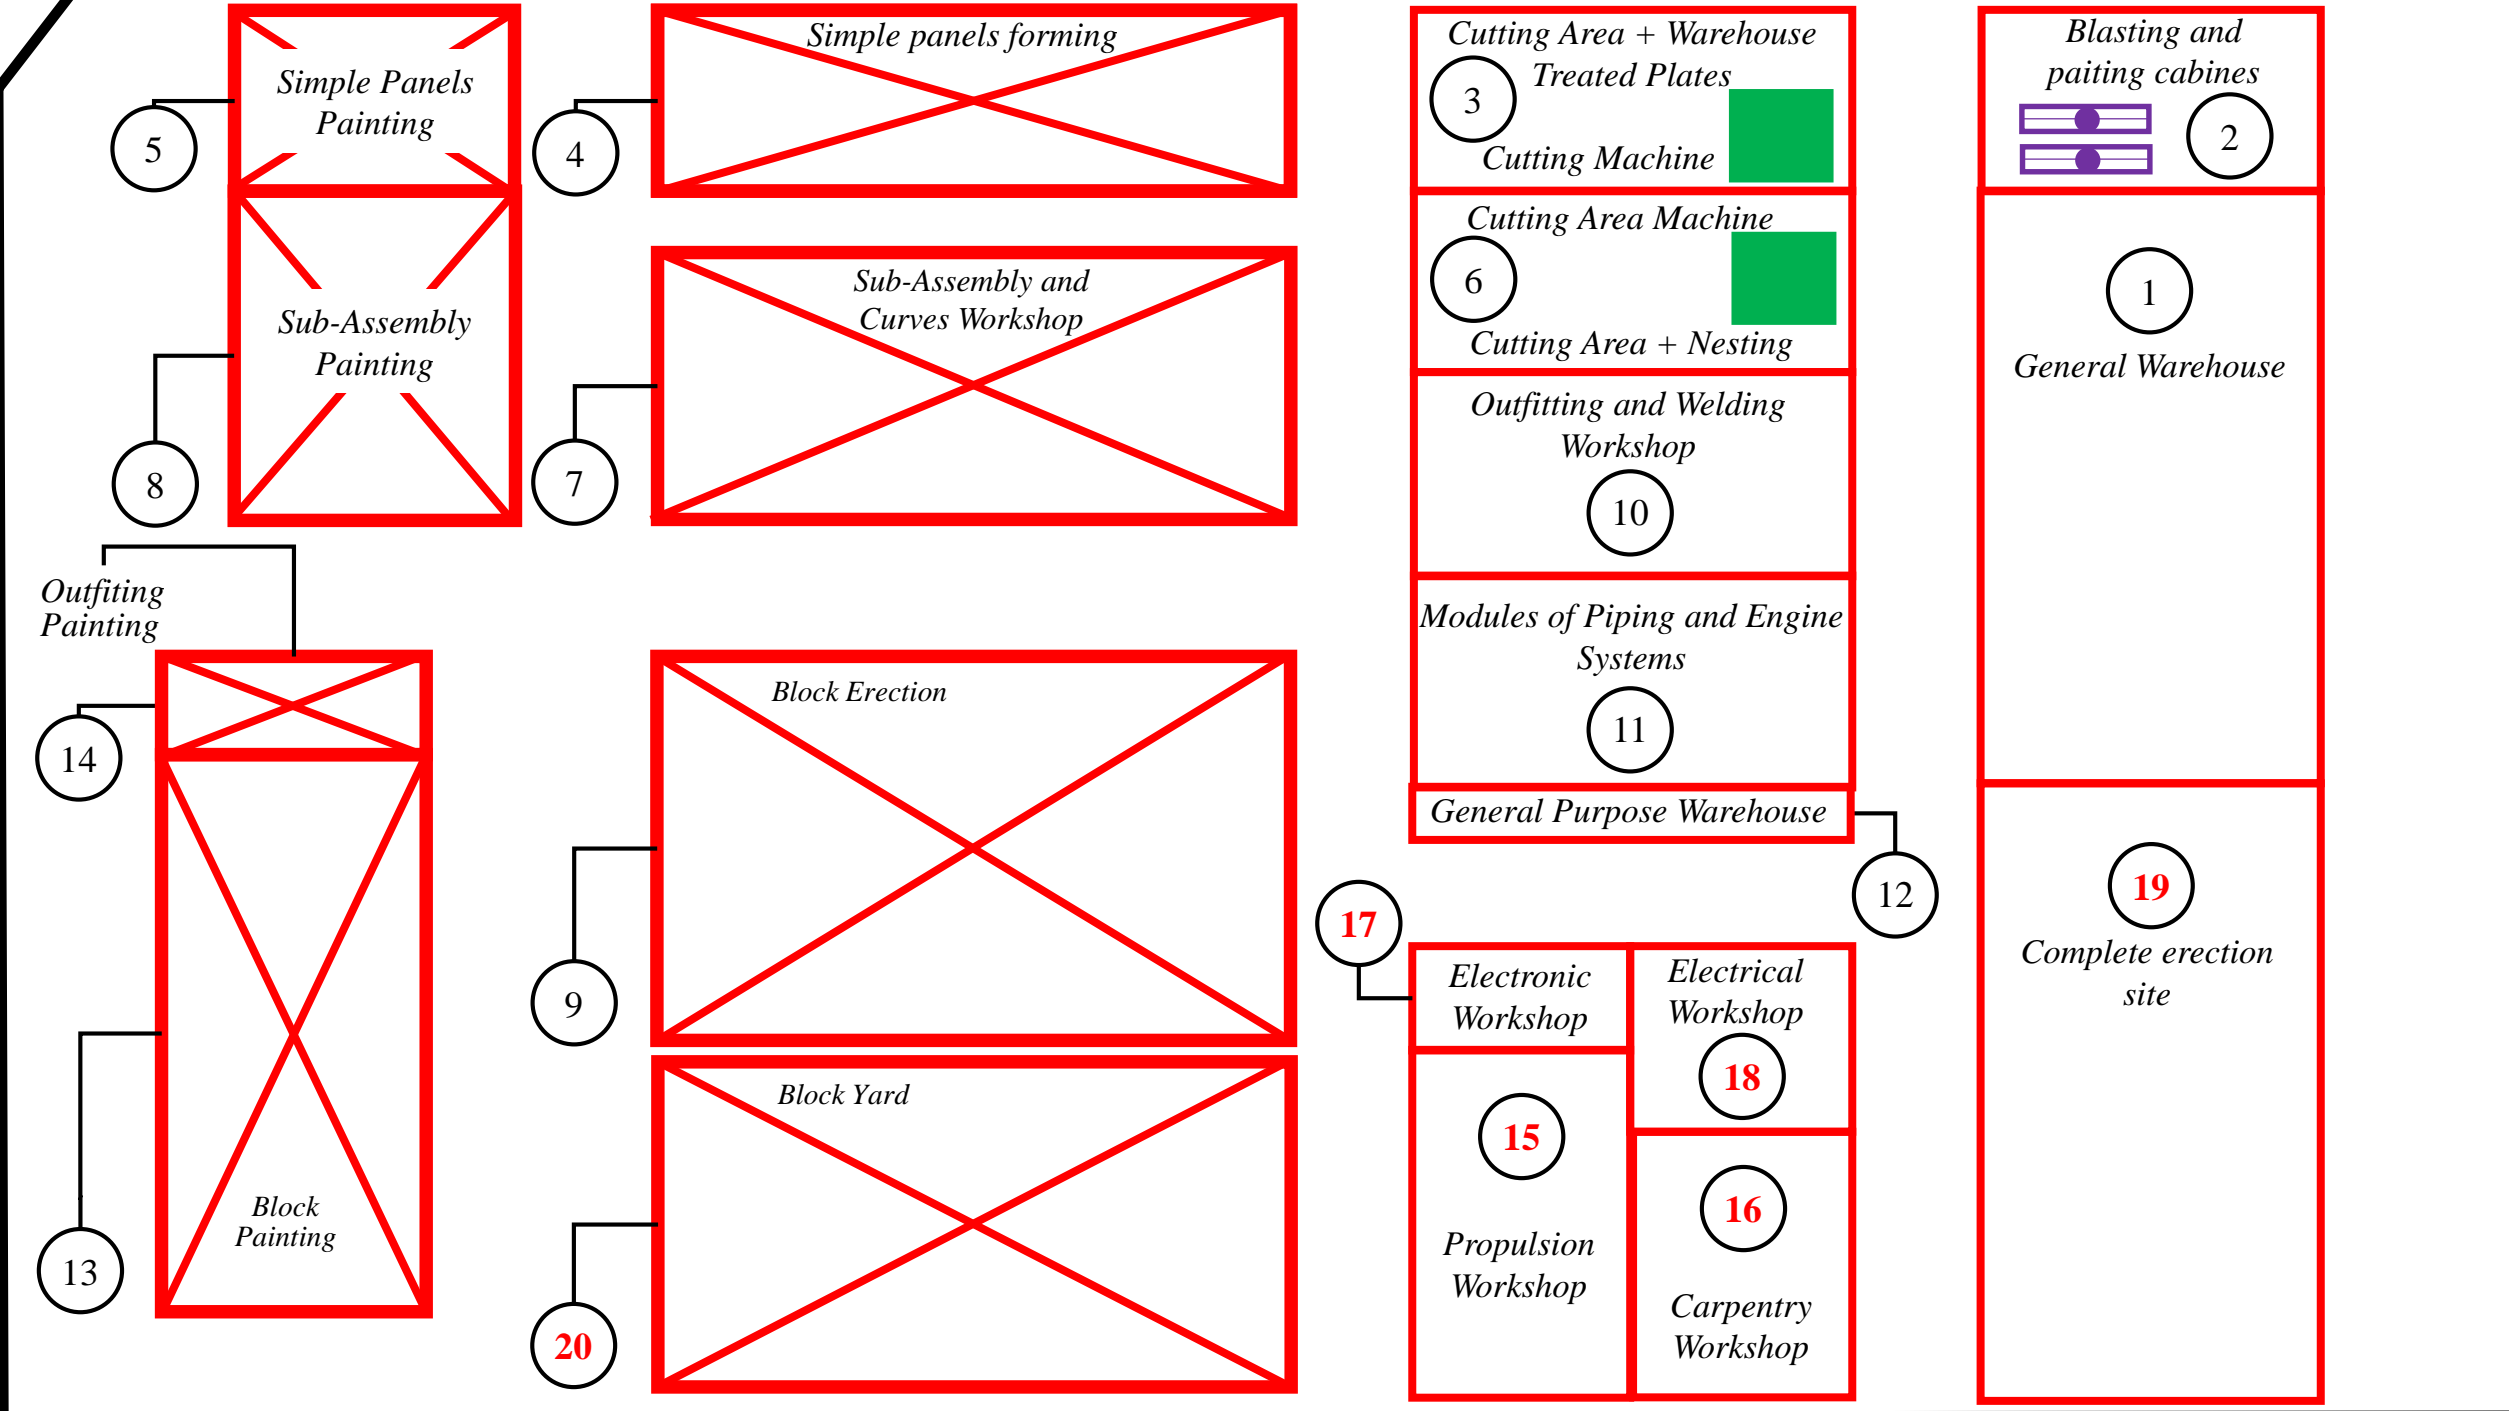 Simple Panels
Painting
5
Sub-Assembly
Painting
8
Simple panels forming
4
Sub-Assembly and
Curves Workshop
7
Cutting Area + Warehouse
Treated Plates
3
Cutting Machine
Cutting Area Machine
6
Cutting Area + Nesting
Outfitting and Welding
Workshop
10
Modules of Piping and Engine
Systems
11
General Purpose Warehouse
12
Blasting and
paiting cabines
2
1
General Warehouse
19
Complete erection
site
Outfiting
Painting
14
Block
Painting
13
Block Erection
9
Block Yard
20
17
Electronic
Workshop
Electrical
Workshop
18
15
Propulsion
Workshop
16
Carpentry
Workshop